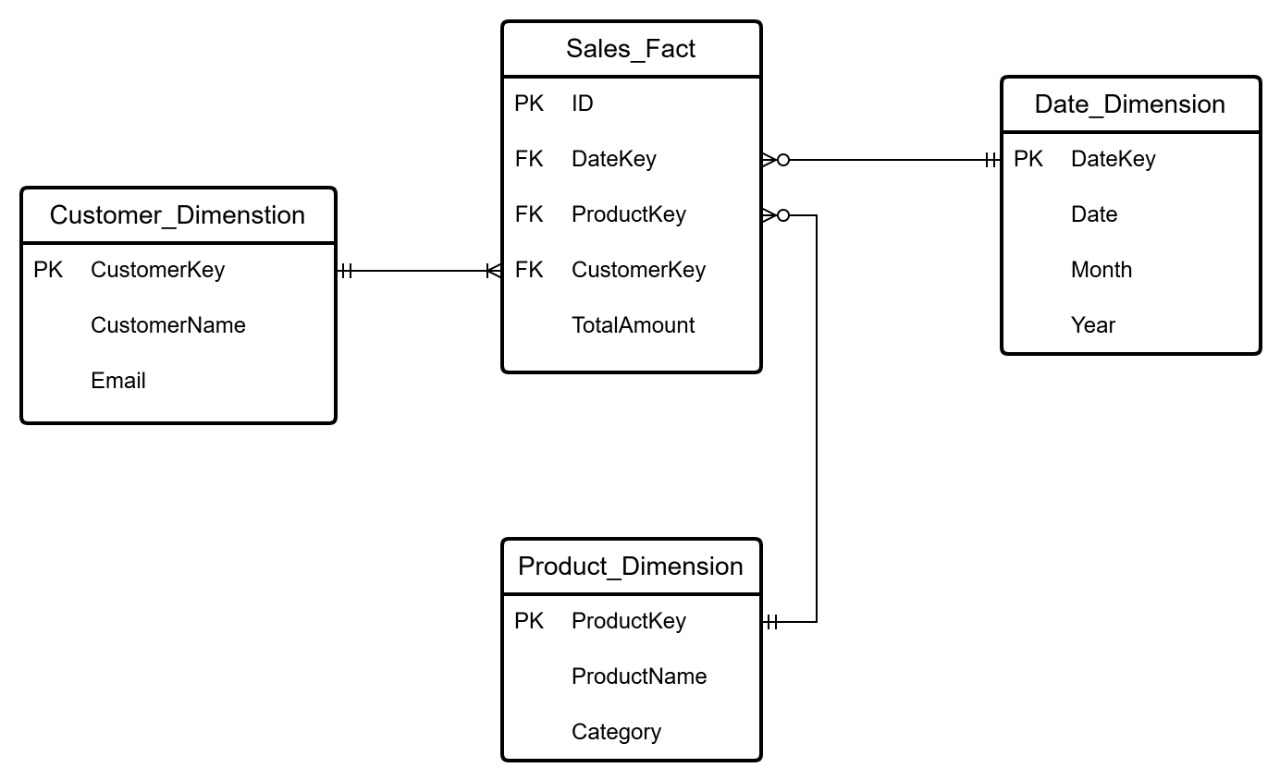 Sales_Fact
PK ID
FK DateKey
FK ProductKey
FK CustomerKey
TotalAmount
Date_Dimension
PK DateKey
Date
Month
Year
Customer_Dimenstion
PK CustomerKey
CustomerName
Email
Product_Dimension
PK ProductKey
ProductName
Category